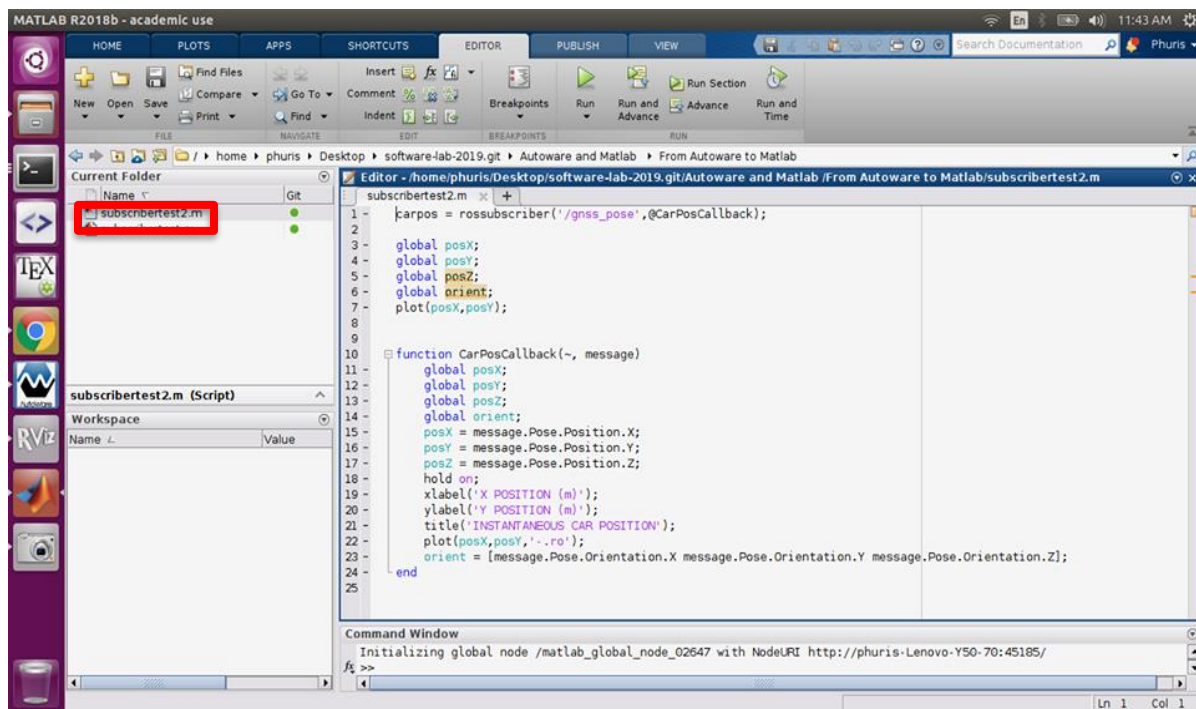 MATLAB R2018b - academic use
En
11:43 AM
HOME PLOTS APPS SHORTCUTS EDITOR PUBLISH VIEW
Search Documentation
Phuris
New Open Save
Find Files
Compare
Print
Go To
Find
Insert fx
Comment
Indent
Breakpoints
Run
Run and Advance
Run Section
Advance
Run and Time
FILE NAVIGATE EDIT BREAKPOINTS RUN
/ home phuris Desktop software-lab-2019.git Autoware and Matlab From Autoware to Matlab
Current Folder
Name Git
subscribertest2.m
subscribertest2.m (Script)
Workspace
Name Value
Editor - /home/phuris/Desktop/software-lab-2019.git/Autoware and Matlab /From Autoware to Matlab/subscribertest2.m
subscribertest2.m × +
1 - carpos = rossubscriber('/gnss_pose',@CarPosCallback);
2
3 - global posX;
4 - global posY;
5 - global posZ;
6 - global orient;
7 - plot(posX,posY);
8
9
10 function CarPosCallback(~, message)
11 - global posX;
12 - global posY;
13 - global posZ;
14 - global orient;
15 - posX = message.Pose.Position.X;
16 - posY = message.Pose.Position.Y;
17 - posZ = message.Pose.Position.Z;
18 - hold on;
19 - xlabel('X POSITION (m)');
20 - ylabel('Y POSITION (m)');
21 - title('INSTANTANEOUS CAR POSITION');
22 - plot(posX,posY,'-.ro');
23 - orient = [message.Pose.Orientation.X message.Pose.Orientation.Y message.Pose.Orientation.Z];
24 - end
25
Command Window
Initializing global node /matlab_global_node_02647 with NodeURI http://phuris-Lenovo-Y50-70:45185/
fx >>
Ln 1 Col 1
TEX
Autoware
RViz